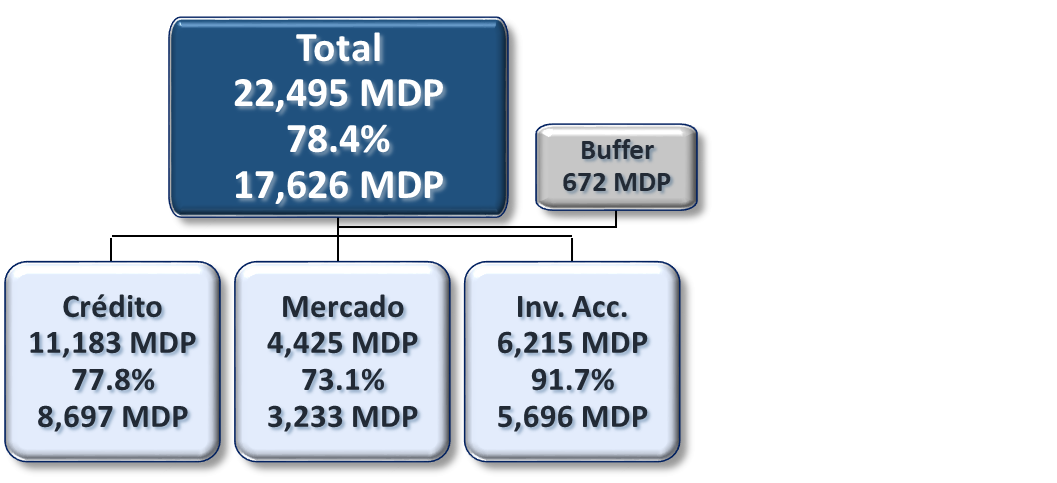 Total
22,495 MDP
78.4%
17,626 MDP
Buffer
672 MDP
Crédito
11,183 MDP
77.8%
8,697 MDP
Mercado
4,425 MDP
73.1%
3,233 MDP
Inv. Acc.
6,215 MDP
91.7%
5,696 MDP